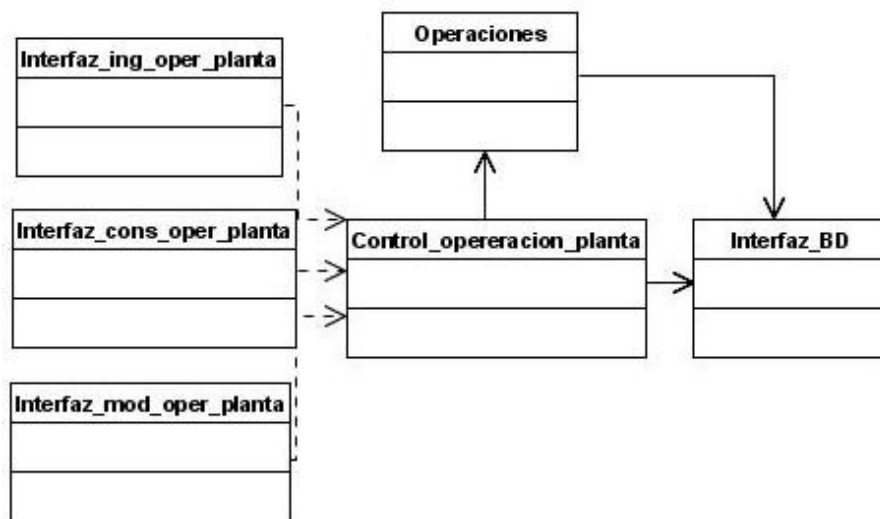 Operaciones
Interfaz_ing_oper_planta
Interfaz_cons_oper_planta
Control_opereracion_planta
Interfaz_BD
Interfaz_mod_oper_planta